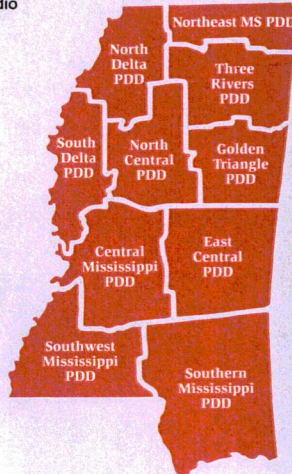 dio
Northeast MS PDD
North
Delta
PDD
Three
Rivers
PDD
South
Delta
PDD
North
Central
PDD
Golden
Triangle
PDD
Central
Mississippi
PDD
East
Central
PDD
Southwest
Mississippi
PDD
Southern
Mississippi
PDD